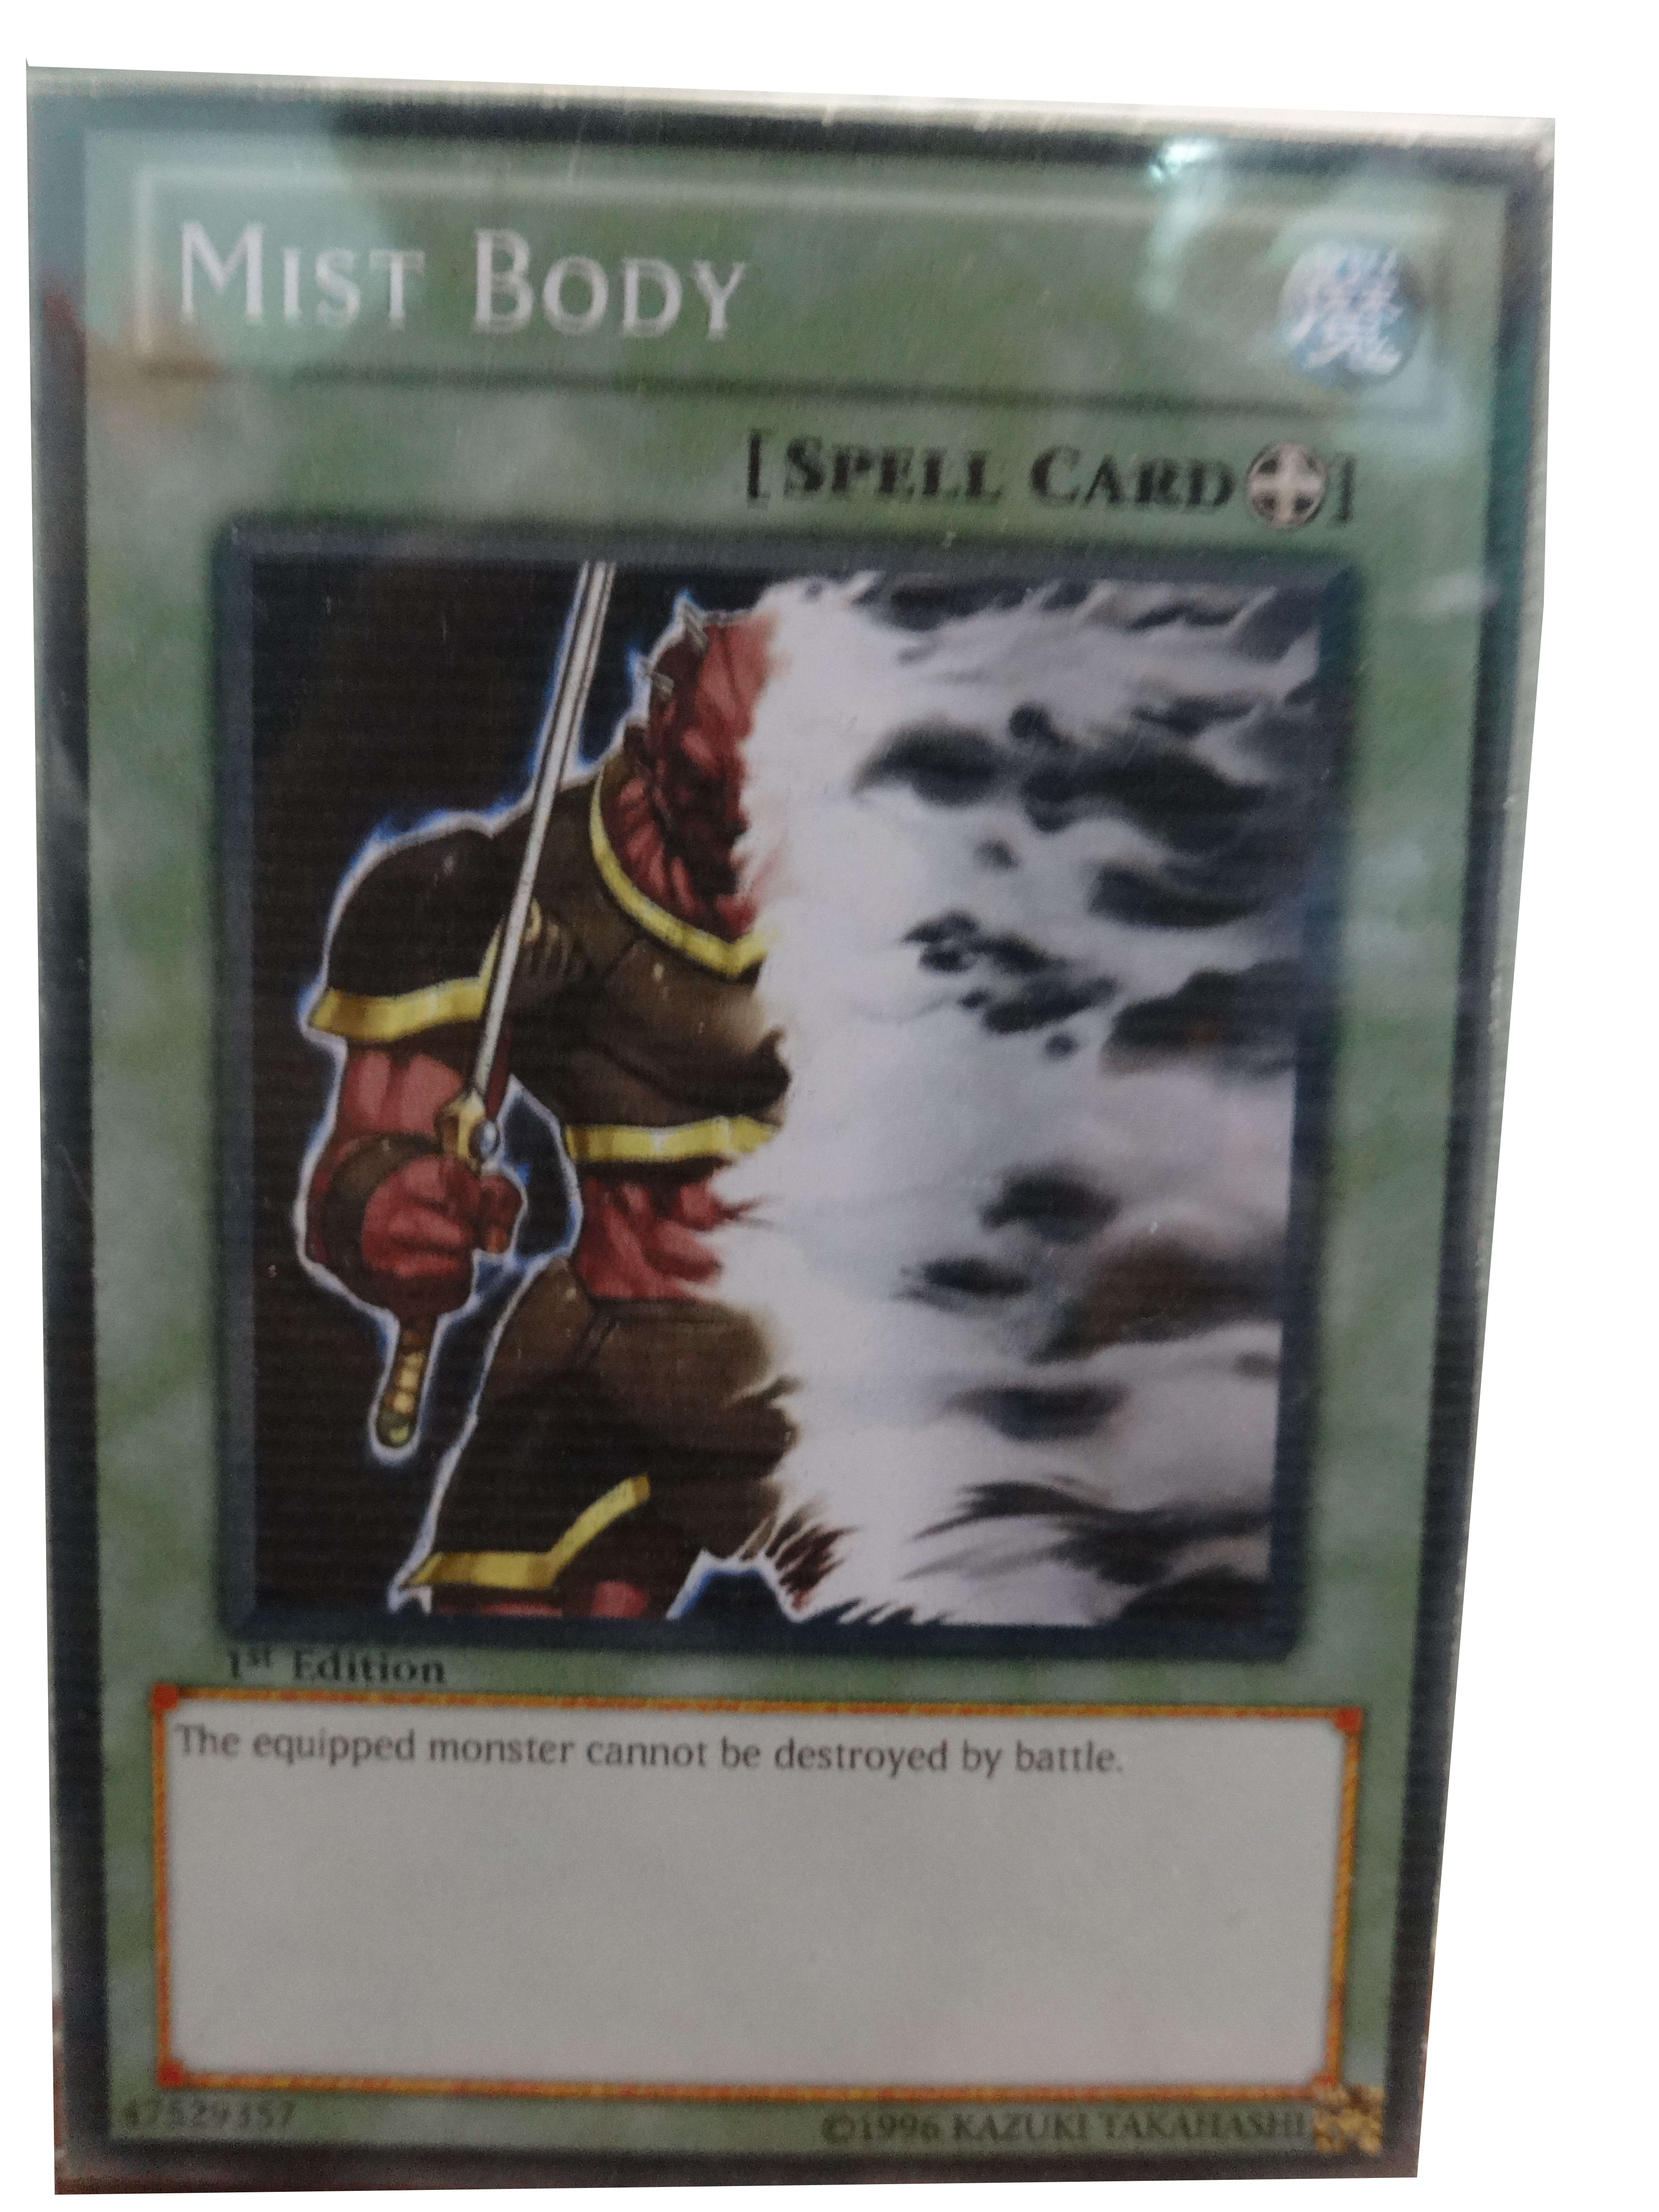 MIST BODY
魔
[SPELL CARD]
1st Edition
The equipped monster cannot be destroyed by battle.
47529357
©1996 KAZUKI TAKAHASHI